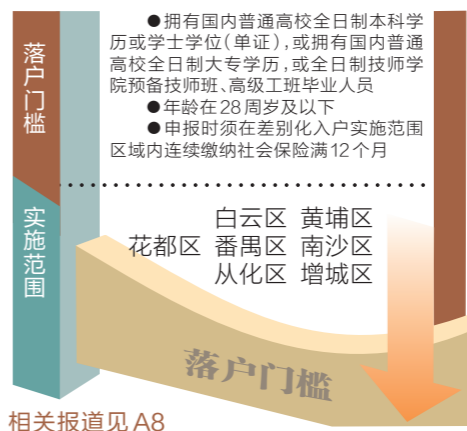 落户门槛
●拥有国内普通高校全日制本科学
历或学士学位(单证),或拥有国内普通
高校全日制大专学历,或全日制技师学
院预备技师班、高级工班毕业人员
●年龄在28周岁及以下
●申报时须在差别化入户实施范围
区域内连续缴纳社会保险满12个月
实施范围
白云区 黄埔区
花都区 番禺区 南沙区
从化区 增城区
落户门槛
相关报道见A8